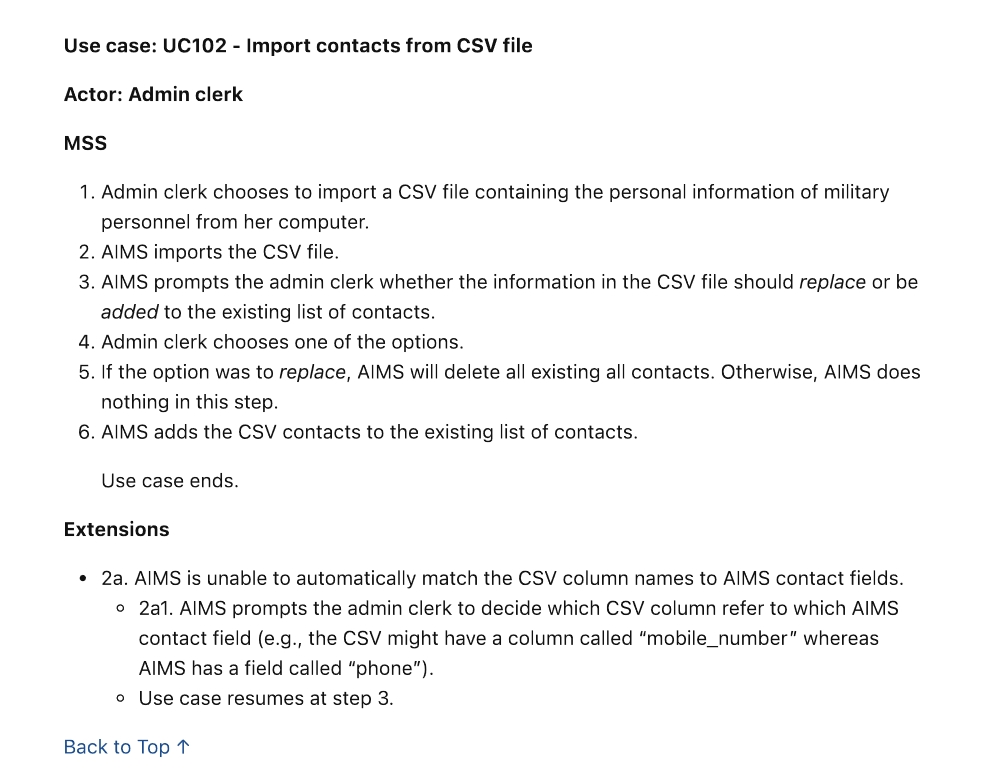 Use case: UC102 - Import contacts from CSV file
Actor: Admin clerk
MSS
1. Admin clerk chooses to import a CSV file containing the personal information of military
personnel from her computer.
2. AIMS imports the CSV file.
3. AIMS prompts the admin clerk whether the information in the CSV file should replace or be
added to the existing list of contacts.
4. Admin clerk chooses one of the options.
5. If the option was to replace, AIMS will delete all existing all contacts. Otherwise, AIMS does
nothing in this step.
6. AIMS adds the CSV contacts to the existing list of contacts.
Use case ends.
Extensions
• 2a. AIMS is unable to automatically match the CSV column names to AIMS contact fields.
○ 2a1. AIMS prompts the admin clerk to decide which CSV column refer to which AIMS
contact field (e.g., the CSV might have a column called “mobile_number” whereas
AIMS has a field called “phone”).
○ Use case resumes at step 3.
Back to Top ↑